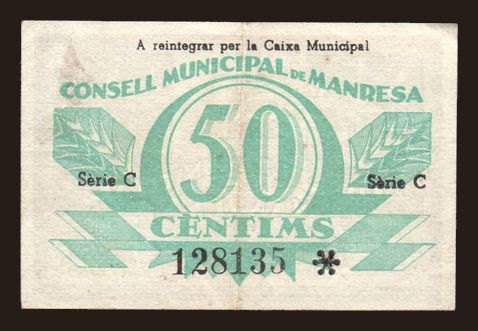 A reintegrar per la Caixa Municipal
CONSELL MUNICIPAL DE MANRESA
50
Sèrie C
Sèrie C
CÈNTIMS
128135 *